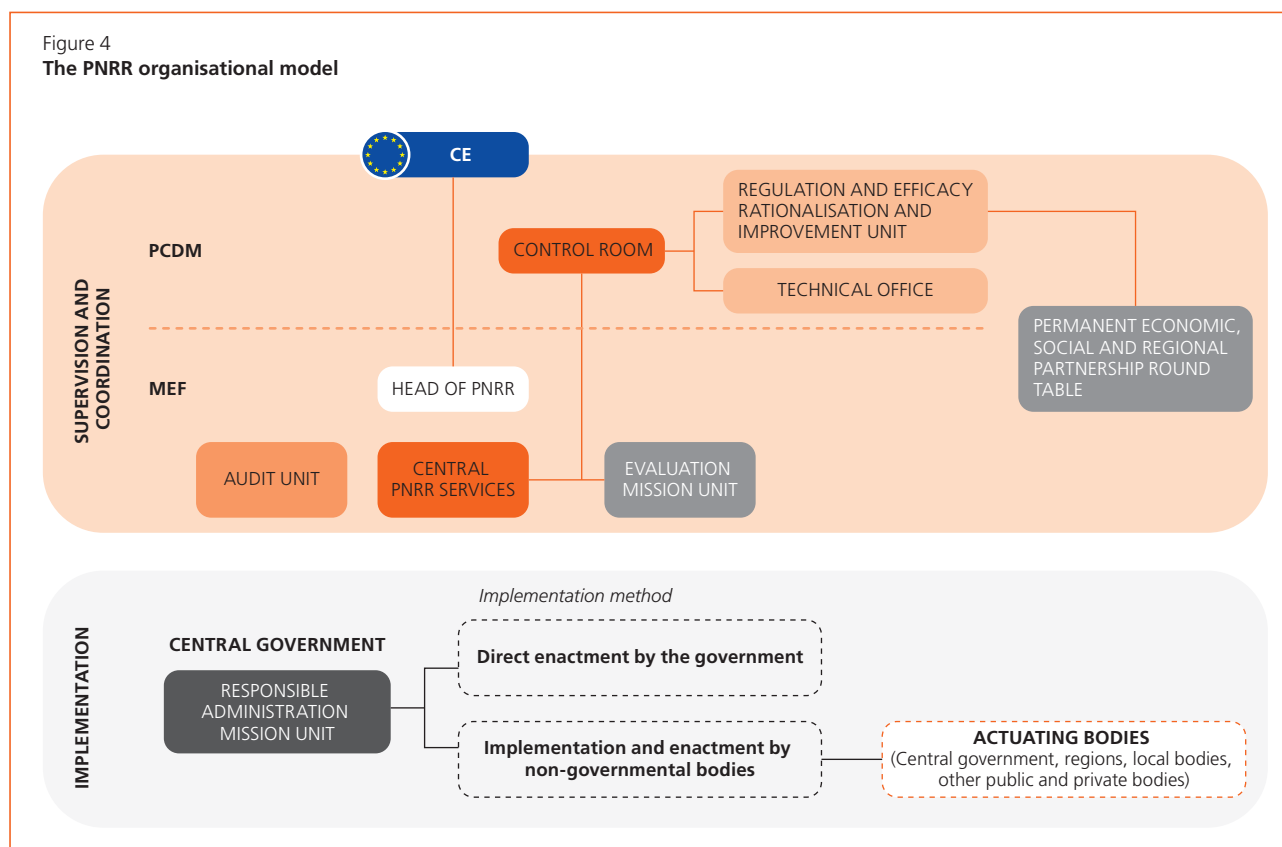 Figure 4
The PNRR organisational model
CE
SUPERVISION AND
COORDINATION
PCDM
CONTROL ROOM
REGULATION AND EFFICACY
RATIONALISATION AND
IMPROVEMENT UNIT
TECHNICAL OFFICE
PERMANENT ECONOMIC,
SOCIAL AND REGIONAL
PARTNERSHIP ROUND
TABLE
MEF
HEAD OF PNRR
AUDIT UNIT
CENTRAL
PNRR SERVICES
EVALUATION
MISSION UNIT
IMPLEMENTATION
Implementation method
CENTRAL GOVERNMENT
RESPONSIBLE
ADMINISTRATION
MISSION UNIT
Direct enactment by the government
Implementation and enactment by
non-governmental bodies
ACTUATING BODIES
(Central government, regions, local bodies,
other public and private bodies)